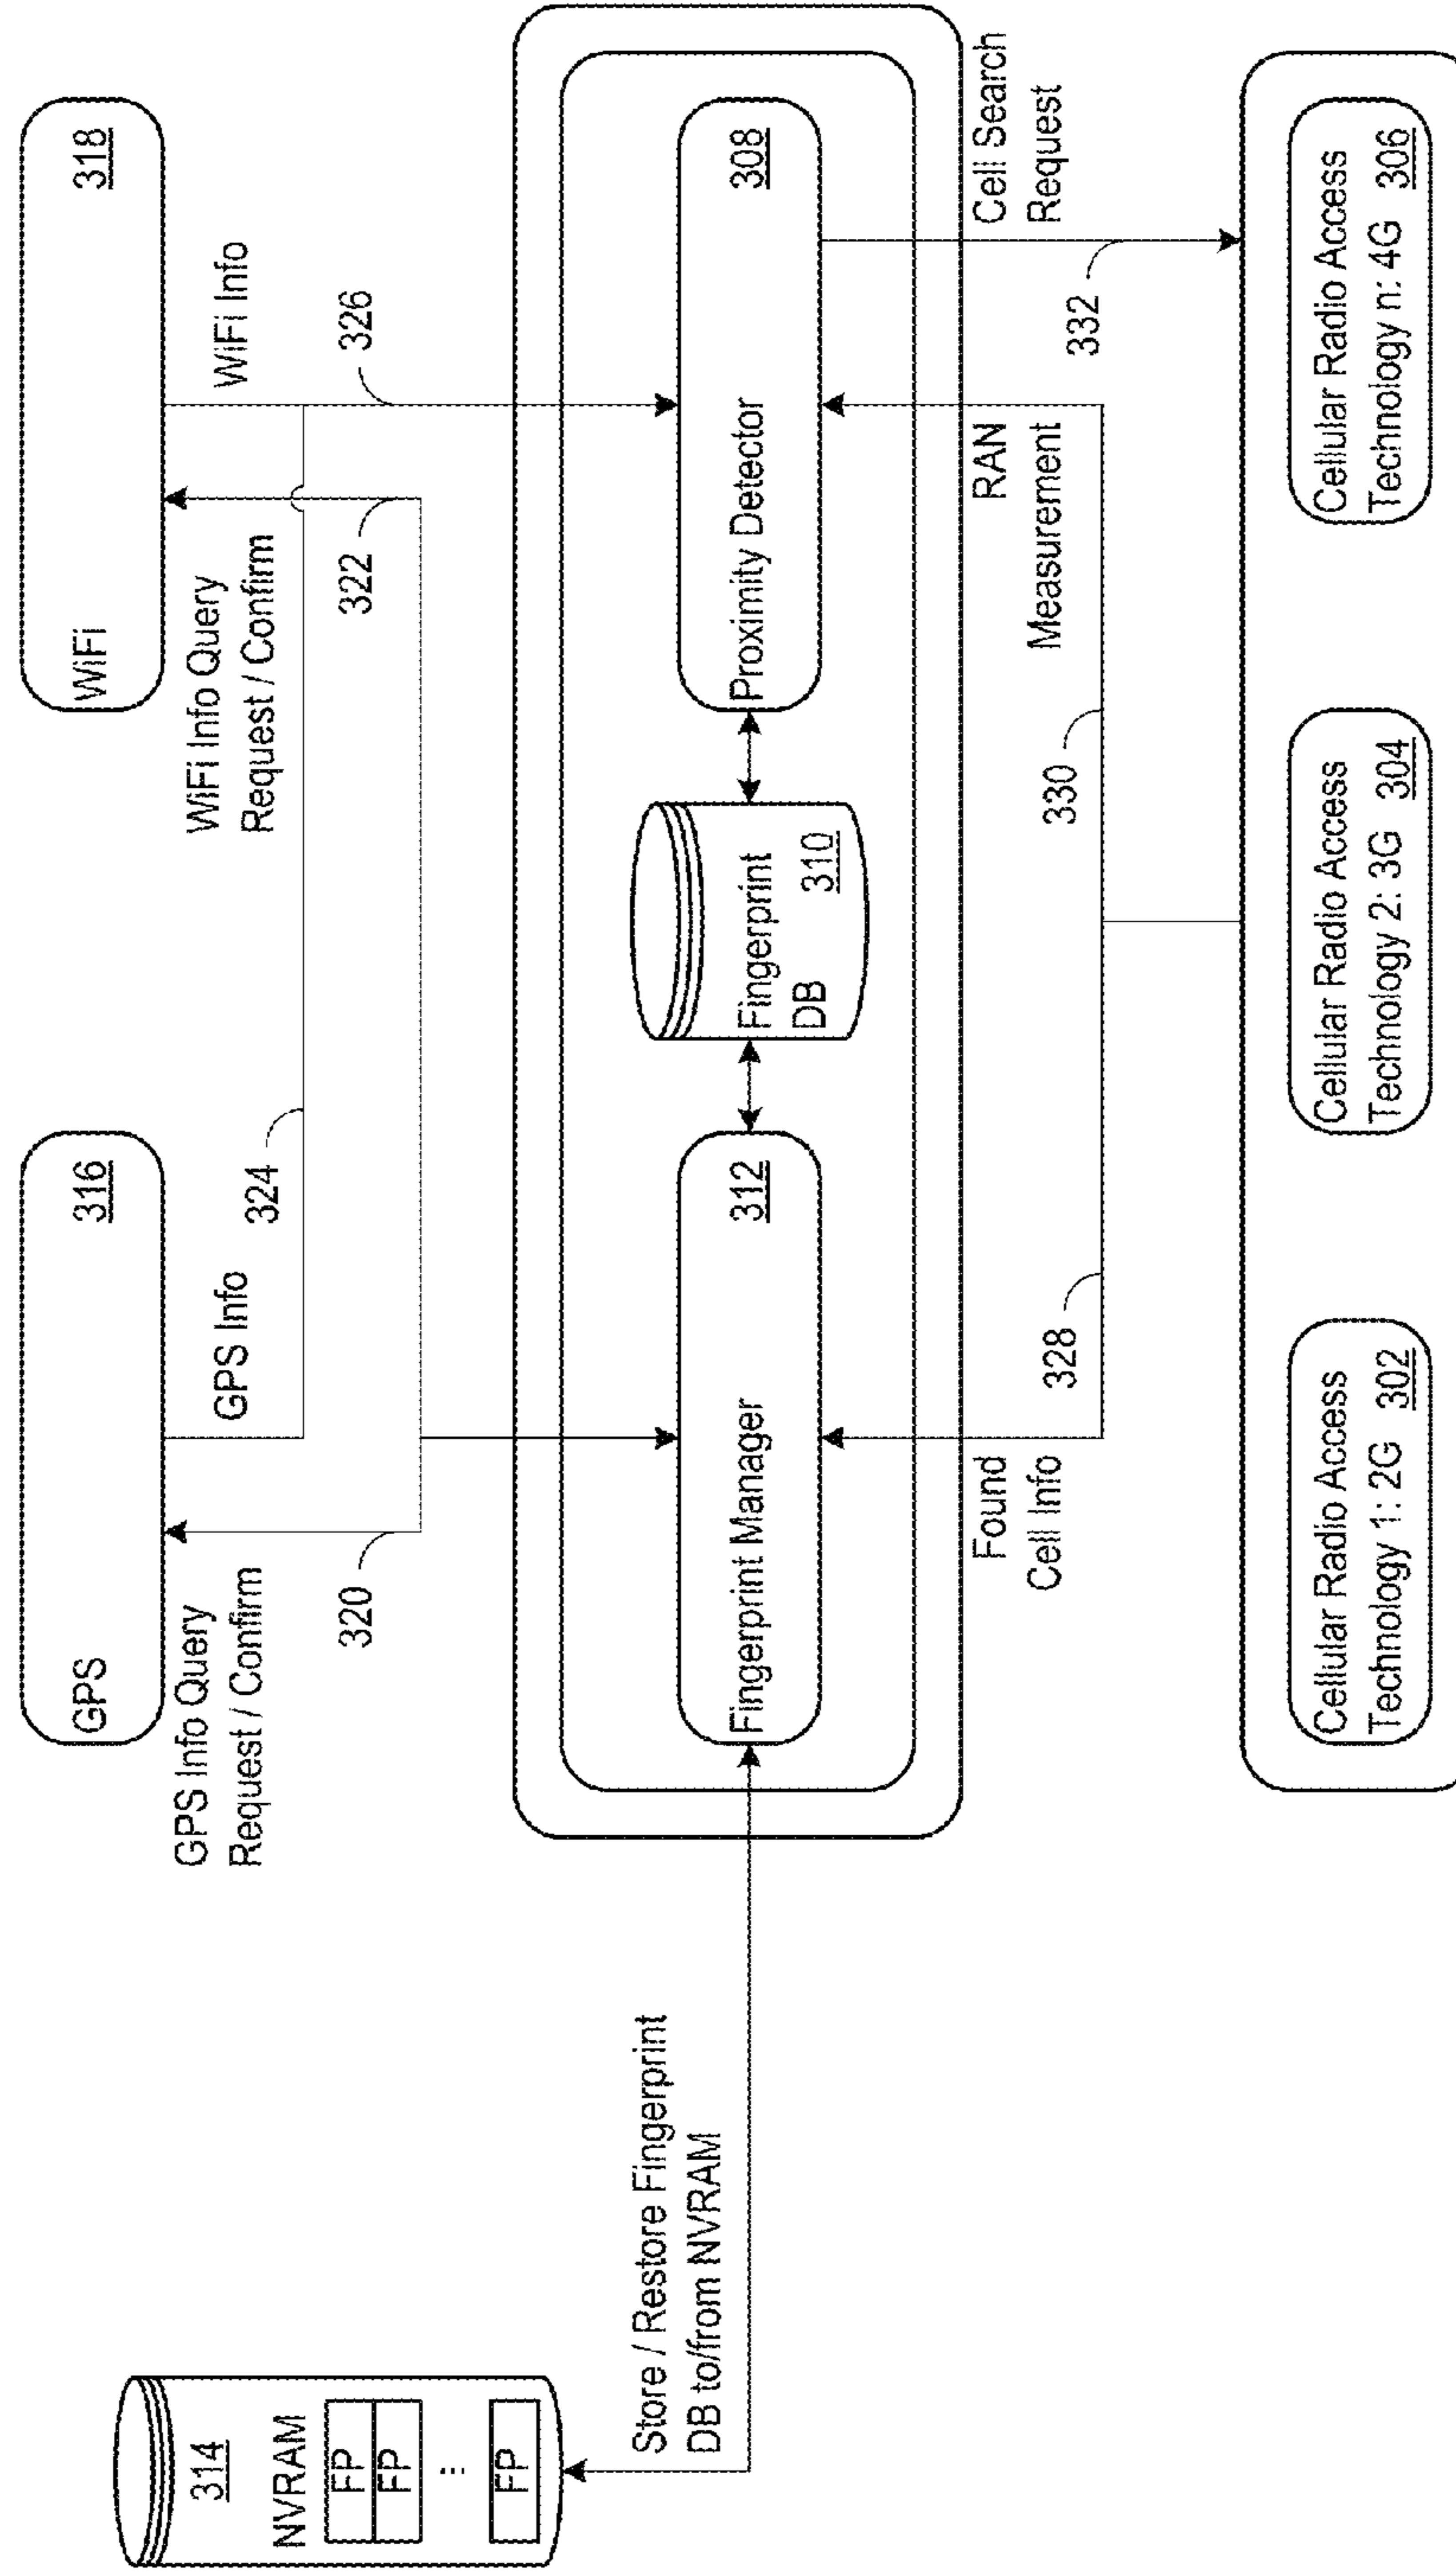 314
NVRAM
FP
FP
...
FP
Store / Restore Fingerprint
DB to/from NVRAM
GPS
316
GPS Info Query
Request / Confirm
GPS Info
320
324
WiFi
318
WiFi Info Query
Request / Confirm
WiFi Info
322
326
Fingerprint Manager
312
Fingerprint
DB
310
Proximity Detector
308
Found
Cell Info
328
330
RAN
Measurement
Cell Search
Request
332
Cellular Radio Access
Technology 1: 2G 302
Cellular Radio Access
Technology 2: 3G 304
Cellular Radio Access
Technology n: 4G 306